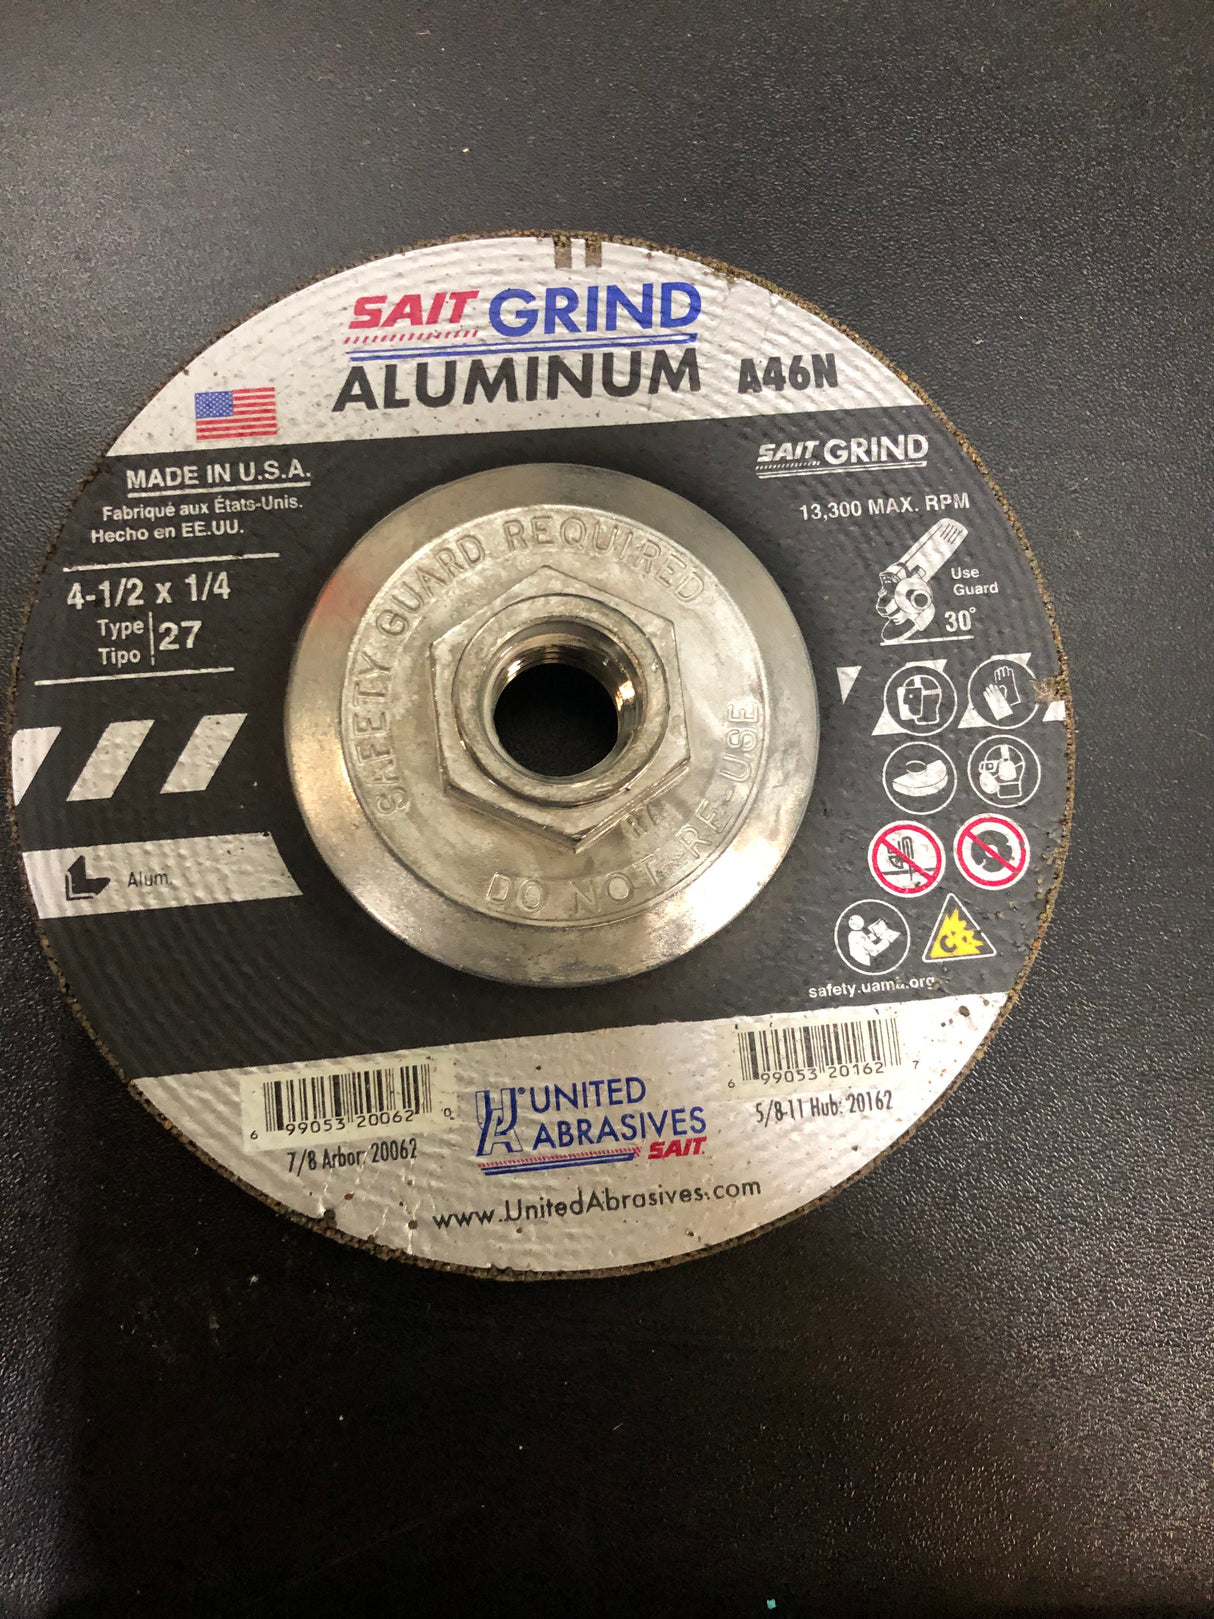 SAIT GRIND
ALUMINUM A46N
MADE IN U.S.A.
Fabriqué aux États-Unis.
Hecho en EE.UU.
4-1/2 x 1/4
Type
Tipo
27
Alum.
SAIT GRIND
13,300 MAX. RPM
Use
Guard
30°
safety.uama.org
SAFETY GUARD REQUIRED
DO NOT RE-USE
6 99053 20062 0
7/8 Arbor: 20062
UNITED
ABRASIVES
SAIT
6 99053 20162 7
5/8-11 Hub: 20162
www.UnitedAbrasives.com